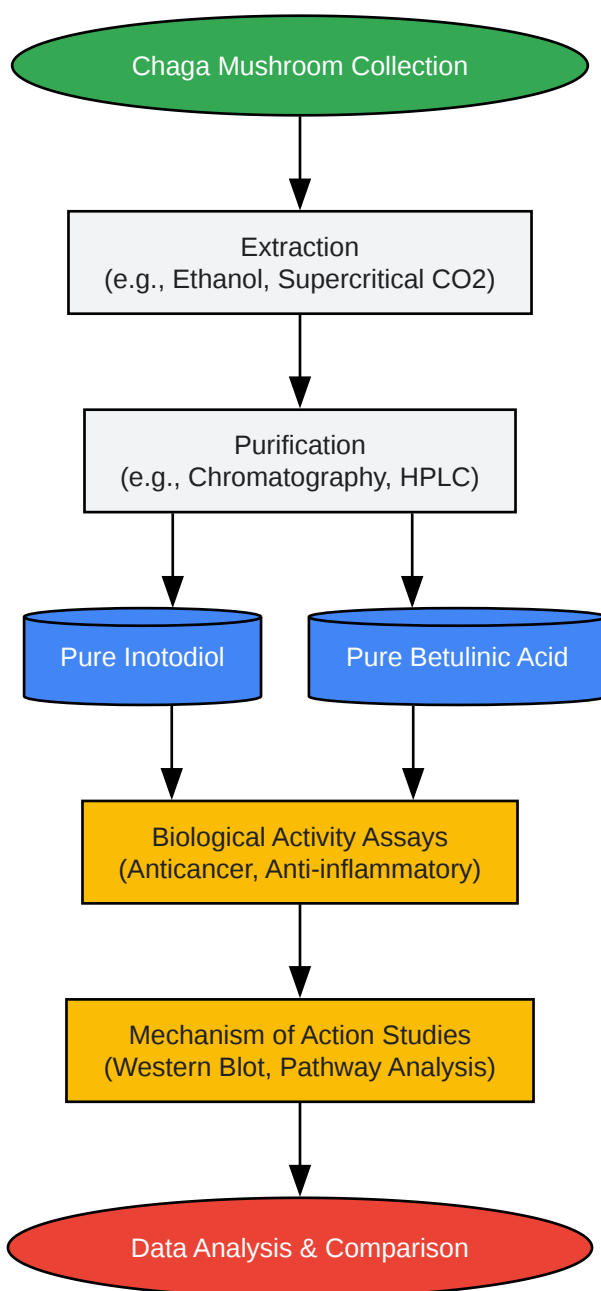 Chaga Mushroom Collection
Extraction
(e.g., Ethanol, Supercritical CO2)
Purification
(e.g., Chromatography, HPLC)
Pure Inotodiol
Pure Betulinic Acid
Biological Activity Assays
(Anticancer, Anti-inflammatory)
Mechanism of Action Studies
(Western Blot, Pathway Analysis)
Data Analysis & Comparison